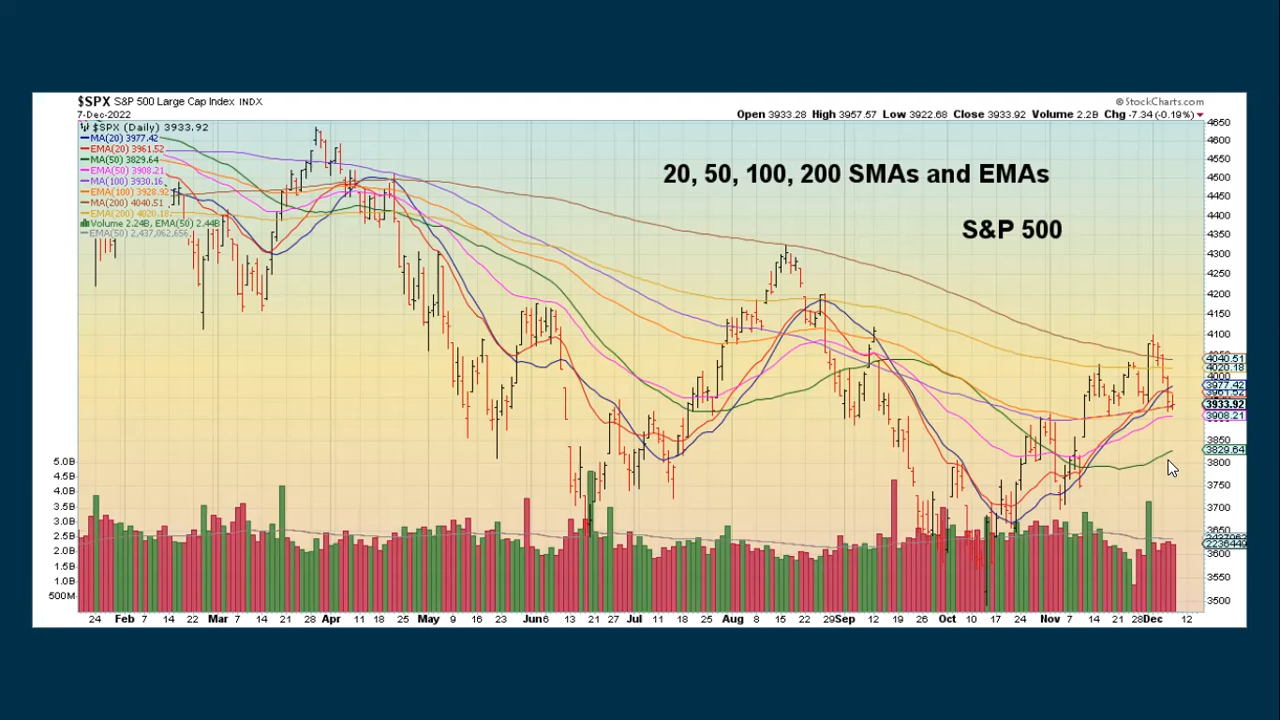 $SPX S&P 500 Large Cap Index INDX
© StockCharts.com
7-Dec-2022
Open 3933.28 High 3957.57 Low 3922.68 Close 3933.92 Volume 2.2B Chg -7.34 (-0.19%)
$SPX (Daily) 3933.92
MA(20) 3977.42
EMA(20) 3961.52
MA(50) 3829.64
EMA(50) 3908.21
MA(100) 3930.16
EMA(100) 3928.92
MA(200) 4040.51
EMA(200) 4020.18
Volume 2.24B, EMA(50) 2.44B
EMA(50) 2,437,062,656
20, 50, 100, 200 SMAs and EMAs
S&P 500
4650
4600
4550
4500
4450
4400
4350
4300
4250
4200
4150
4100
4040.51
4020.18
4000
3977.42
3933.92
3908.21
3850
3829.64
3800
3750
3700
3650
3600
3550
3500
5.0B
4.5B
4.0B
3.5B
3.0B
2.5B
2.0B
1.5B
1.0B
500M
24 Feb 7 14 22 Mar 7 14 21 28 Apr 11 18 25 May 9 16 23 Jun 6 13 21 27 Jul 11 18 25 Aug 8 15 22 29 Sep 12 19 26 Oct 10 17 24 Nov 7 14 21 28 Dec 12